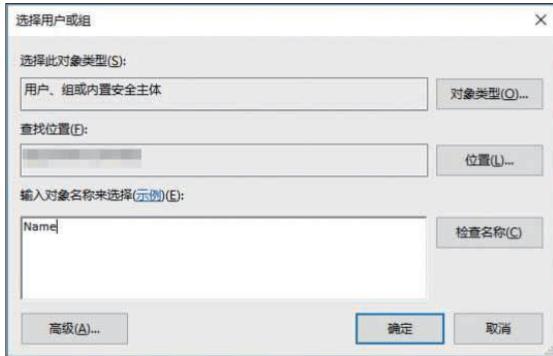 选择用户或组
选择此对象类型(S):
用户、组或内置安全主体
对象类型(O)...
查找位置(F):
位置(L)...
输入对象名称来选择(示例)(E):
Name
检查名称(C)
高级(A)...
确定
取消